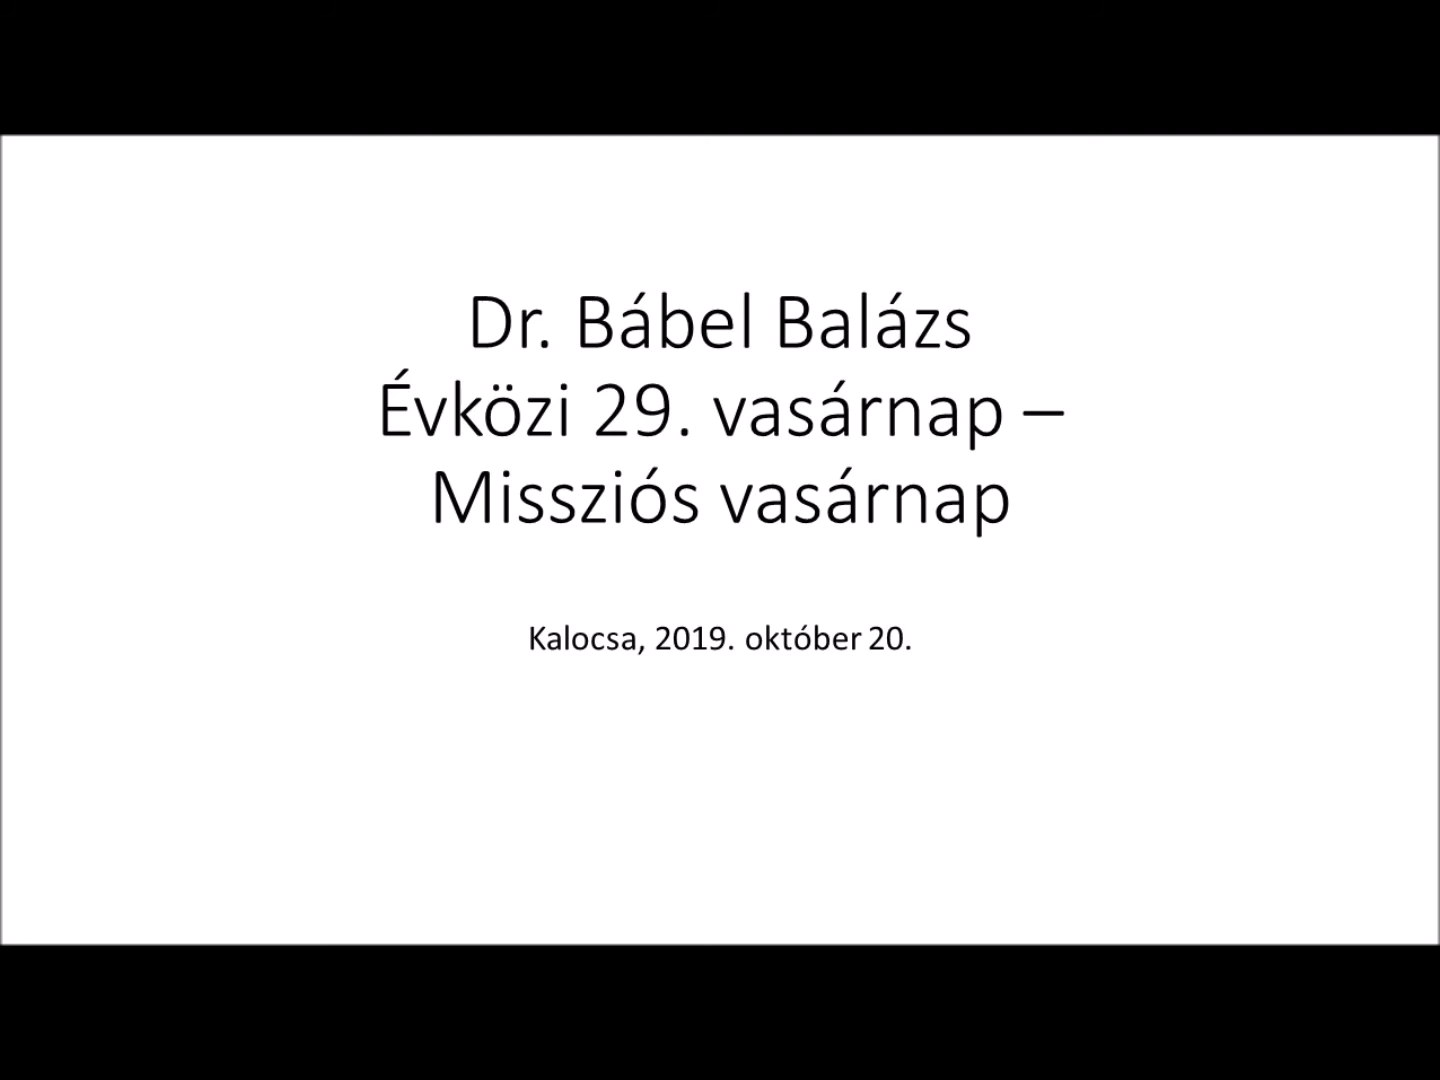 Dr. Bábel Balázs
Évközi 29. vasárnap –
Missziós vasárnap
Kalocsa, 2019. október 20.